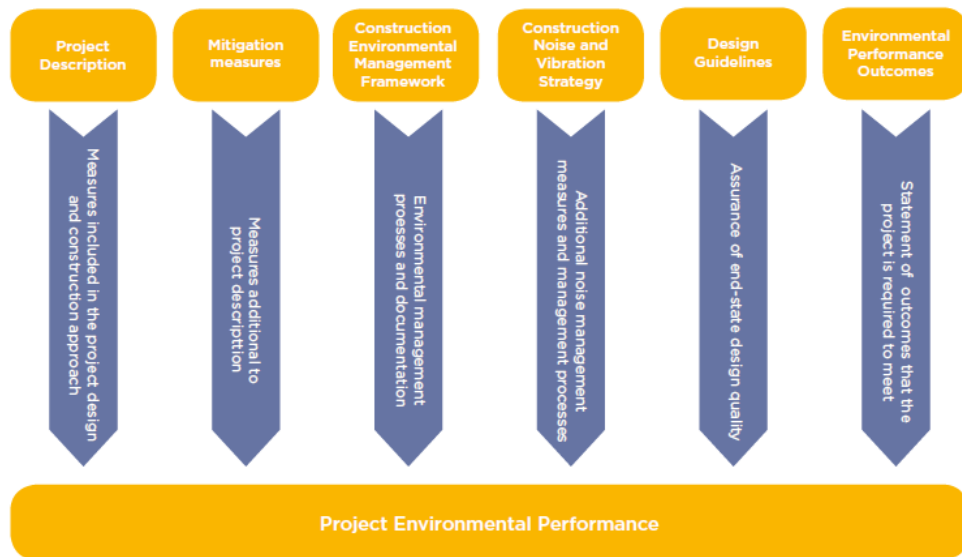 Project
Description
Mitigation
measures
Construction
Environmental
Management
Framework
Construction
Noise and
Vibration
Strategy
Design
Guidelines
Environmental
Performance
Outcomes
Measures included in the project design
and construction approach
Measures additional to
project descripttion
Environmental management
proesses and documentation
Additional noise management
measures and management processes
Assurance of end-state design quality
Statement of outcomes that the
project is required to meet
Project Environmental Performance